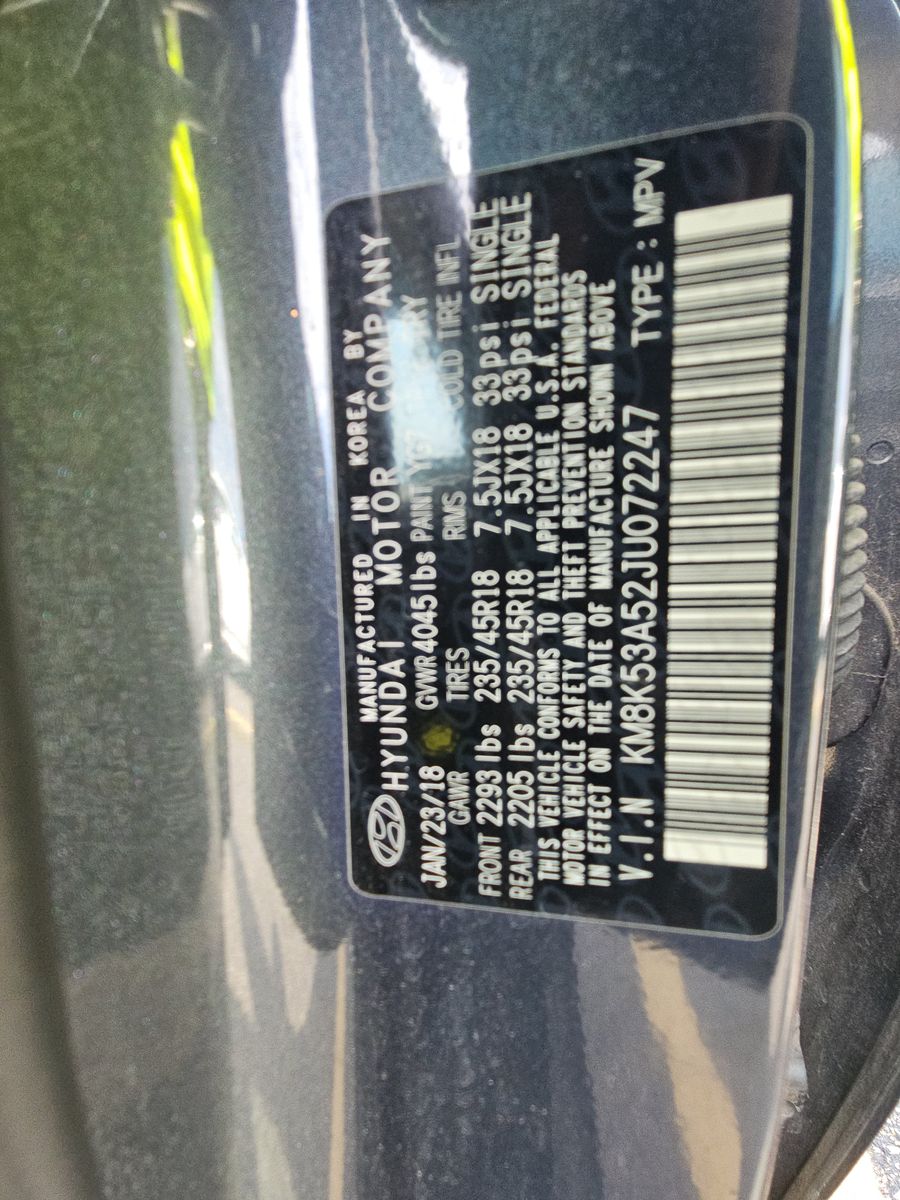 MANUFACTURED IN KOREA BY
HYUNDAI MOTOR COMPANY
JAN/23/18 GVWR 4045lbs PAINT YG7
GAWR TIRES RIMS COLD TIRE INFL
FRONT 2293 lbs 235/45R18 7.5JX18 33psi SINGLE
REAR 2205 lbs 235/45R18 7.5JX18 33psi SINGLE
THIS VEHICLE CONFORMS TO ALL APPLICABLE U.S.A. FEDERAL
MOTOR VEHICLE SAFETY AND THEFT PREVENTION STANDARDS
IN EFFECT ON THE DATE OF MANUFACTURE SHOWN ABOVE
V.I.N KM8K53A52JU072247 TYPE : MPV